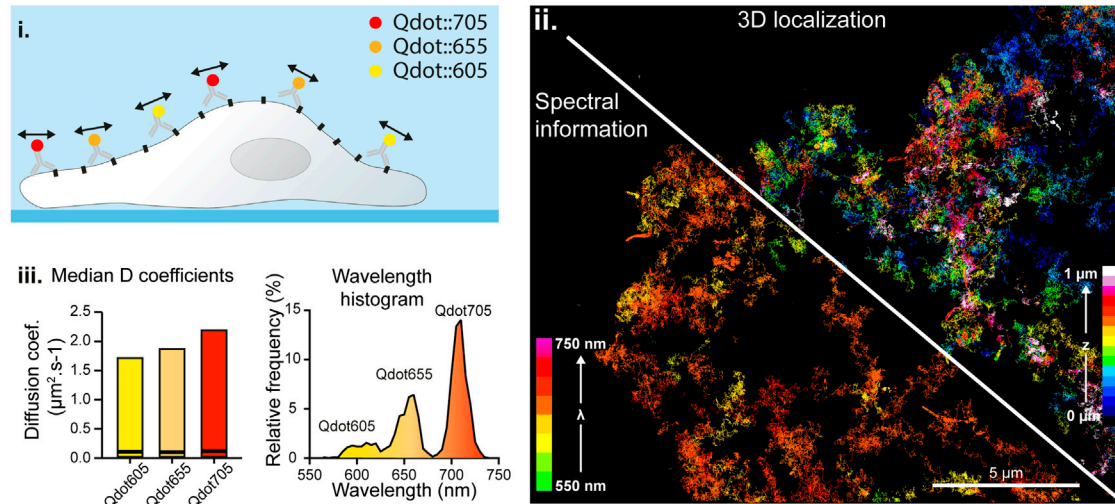 i.
Qdot::705
Qdot::655
Qdot::605
ii.
3D localization
Spectral
information
750 nm
λ
550 nm
1 µm
z
0 µm
5 µm
iii. Median D coefficients
Diffusion coef.
(µm².s-1)
2.5
2.0
1.5
1.0
0.5
0.0
Qdot605
Qdot655
Qdot705
Wavelength
histogram
Relative frequency (%)
15
10
5
0
Qdot605
Qdot655
Qdot705
550 600 650 700 750
Wavelength (nm)